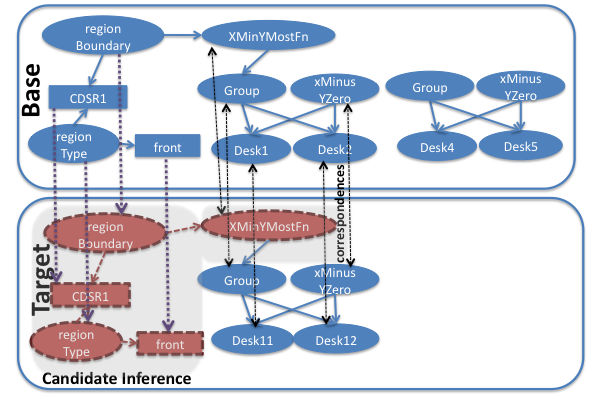 Base
region
Boundary
XMinYMostFn
CDSR1
Group
xMinus
YZero
Group
xMinus
YZero
region
Type
front
Desk1
Desk2
Desk4
Desk5
correspondences
Target
region
Boundary
XMinYMostFn
CDSR1
Group
xMinus
YZero
region
Type
front
Desk11
Desk12
Candidate Inference